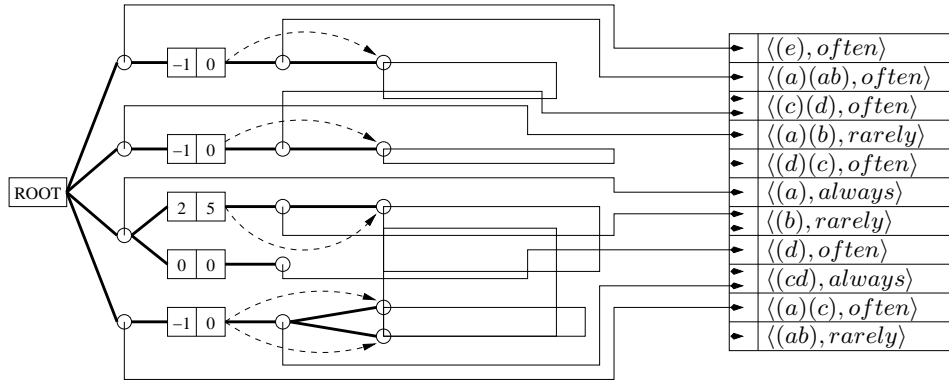 ⟨(e), often⟩
−1 0
⟨(a)(ab), often⟩
⟨(c)(d), often⟩
⟨(a)(b), rarely⟩
−1 0
⟨(d)(c), often⟩
ROOT
⟨(a), always⟩
2 5
⟨(b), rarely⟩
⟨(d), often⟩
0 0
⟨(cd), always⟩
⟨(a)(c), often⟩
−1 0
⟨(ab), rarely⟩